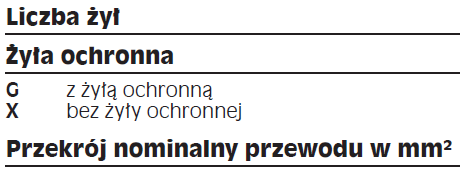 Liczba żył
Żyła ochronna
G z żyłą ochronną
X bez żyły ochronnej
Przekrój nominalny przewodu w mm²